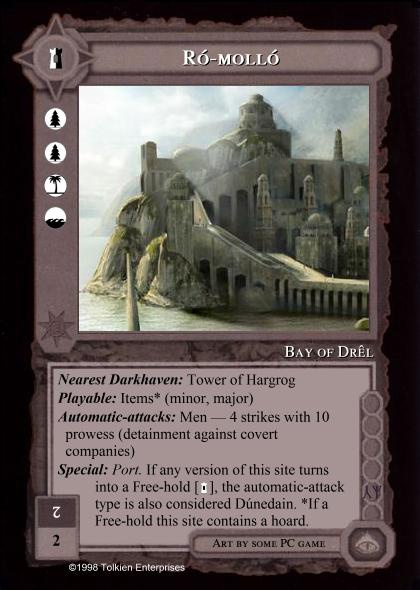 Ró-molló
Bay of Drêl
Nearest Darkhaven: Tower of Hargrog
Playable: Items* (minor, major)
Automatic-attacks: Men — 4 strikes with 10
prowess (detainment against covert
companies)
Special: Port. If any version of this site turns
into a Free-hold [ ], the automatic-attack
type is also considered Dúnedain. *If a
Free-hold this site contains a hoard.
2
2
Art by some PC game
©1998 Tolkien Enterprises